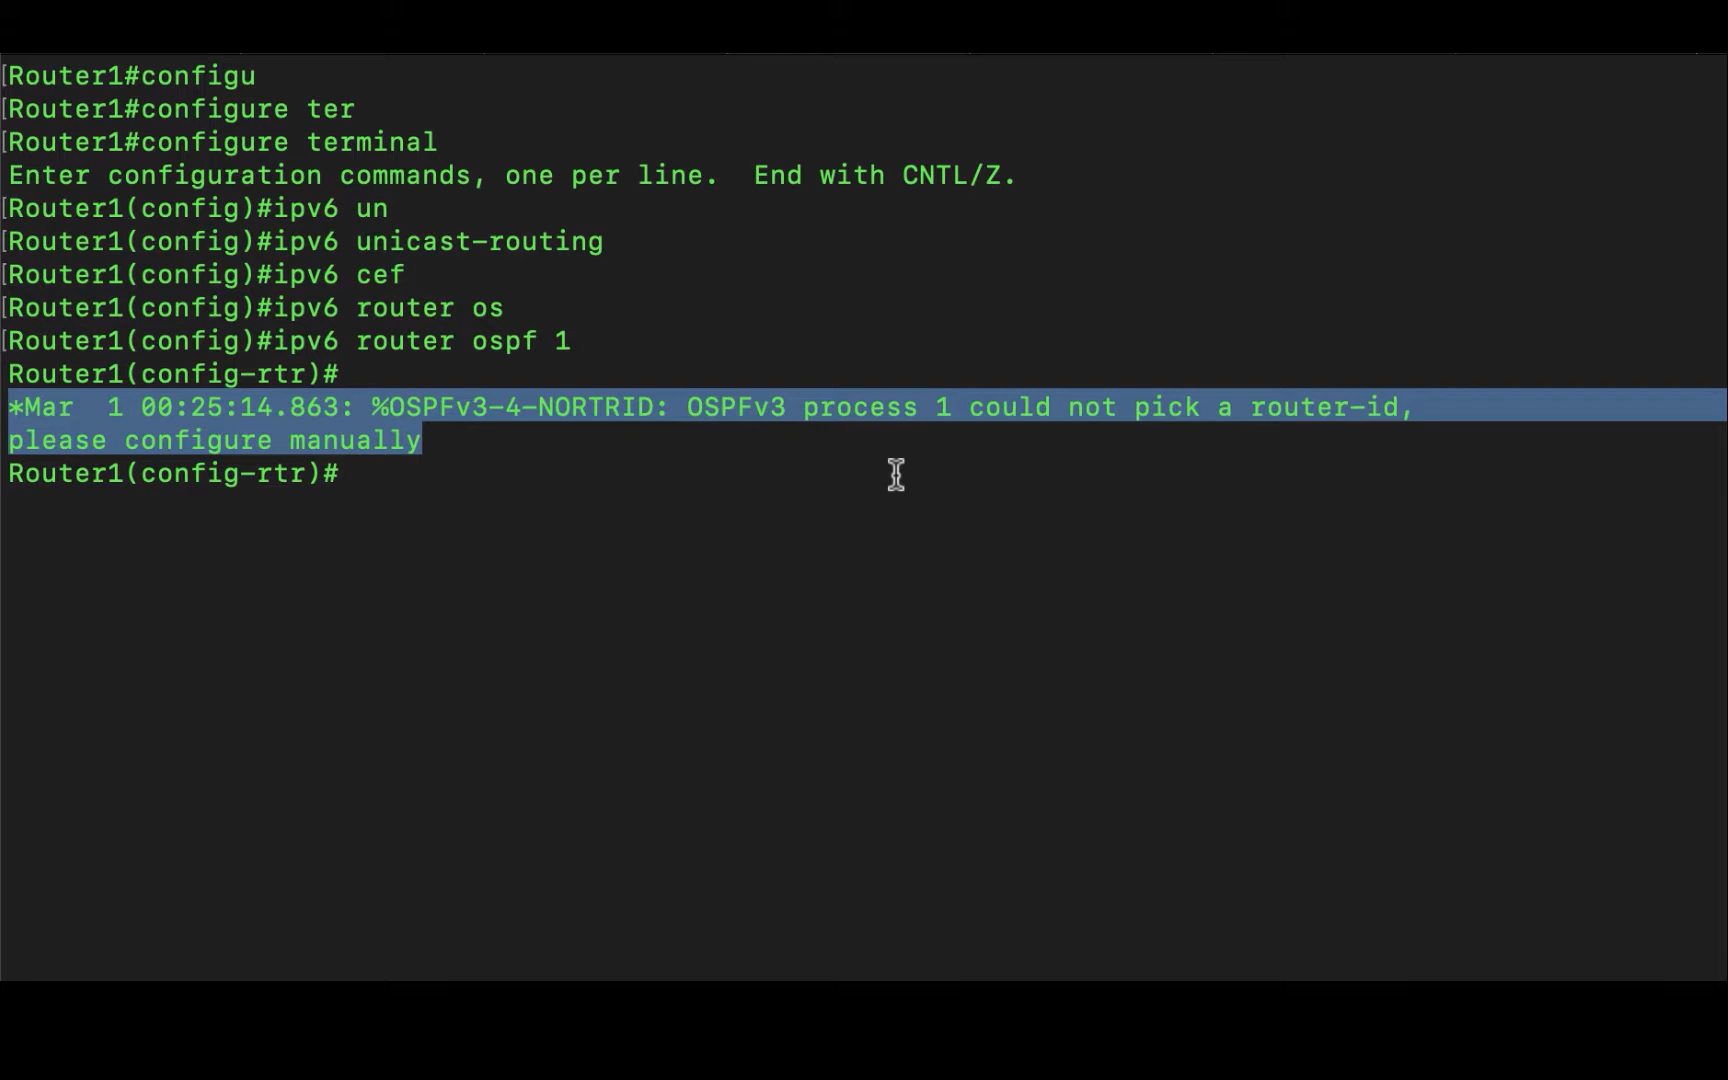 [Router1#configu
[Router1#configure ter
[Router1#configure terminal
Enter configuration commands, one per line.  End with CNTL/Z.
[Router1(config)#ipv6 un
[Router1(config)#ipv6 unicast-routing
[Router1(config)#ipv6 cef
[Router1(config)#ipv6 router os
[Router1(config)#ipv6 router ospf 1
Router1(config-rtr)#
*Mar  1 00:25:14.863: %OSPFv3-4-NORTRID: OSPFv3 process 1 could not pick a router-id,
please configure manually
Router1(config-rtr)#